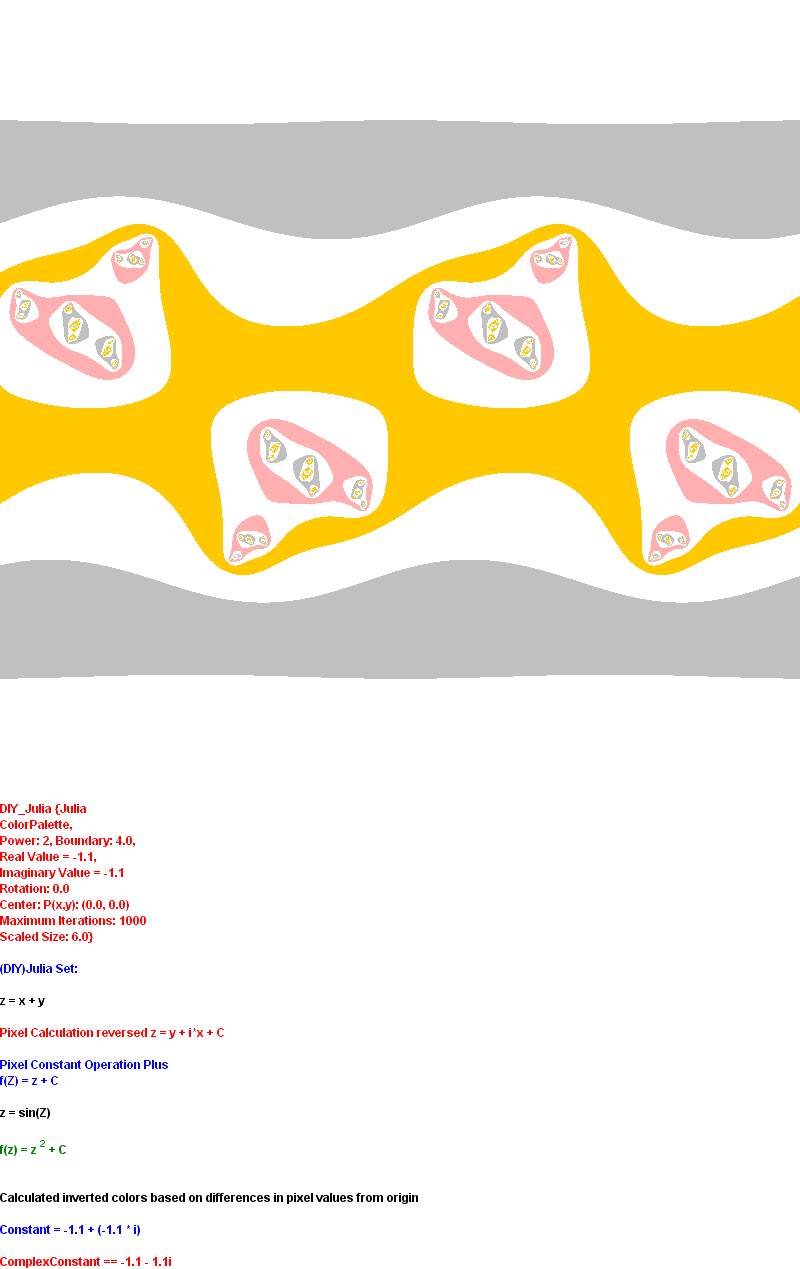 DIY_Julia {Julia
ColorPalette,
Power: 2, Boundary: 4.0,
Real Value = -1.1,
Imaginary Value = -1.1
Rotation: 0.0
Center: P(x,y): (0.0, 0.0)
Maximum Iterations: 1000
Scaled Size: 6.0}
(DIY)Julia Set:
z = x + y
Pixel Calculation reversed z = y + i*x + C
Pixel Constant Operation Plus
f(Z) = z + C
z = sin(Z)
f(z) = z ² + C
Calculated inverted colors based on differences in pixel values from origin
Constant = -1.1 + (-1.1 * i)
ComplexConstant == -1.1 - 1.1i